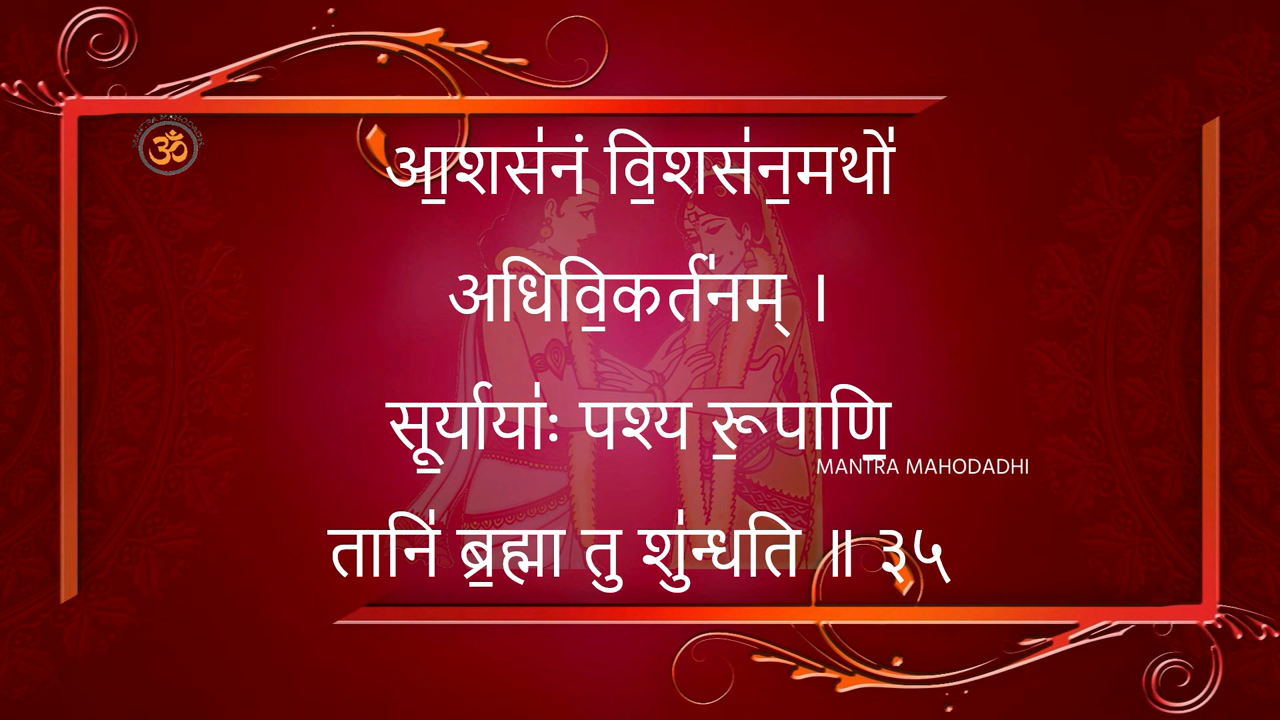 आ॒शस॑नं वि॒शस॑न॒मथो॑
अधिवि॒कर्त॑नम् ।
सू॒र्याया॑ः पश्य रू॒पाणि॒
MANTRA MAHODADHI
तानि॑ ब्र॒ह्मा तु शु॑न्धति ॥ ३५
ॐ